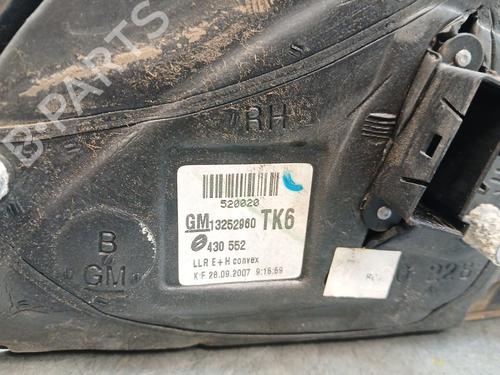 B-PARTS
RH
520020
GM 13252960 TK6
430 552
LLR E+H convex
K-F 28.09.2007 9:16:59
B
GM